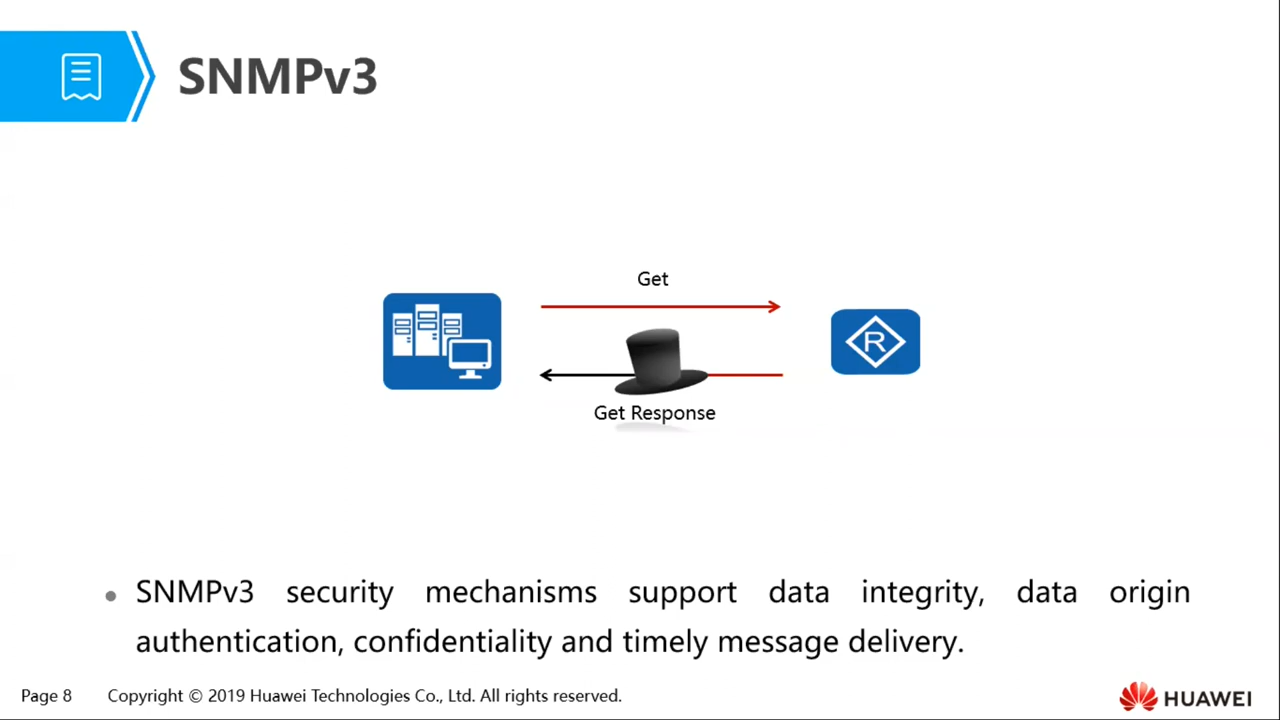 SNMPv3
Get
R
Get Response
• SNMPv3 security mechanisms support data integrity, data origin
authentication, confidentiality and timely message delivery.
Page 8 Copyright © 2019 Huawei Technologies Co., Ltd. All rights reserved.
HUAWEI